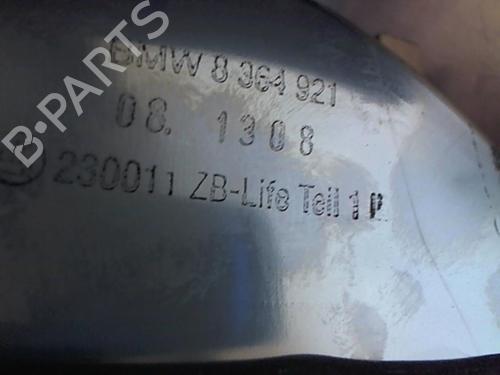 BMW 8 364 921
08. 1308
230011 ZB-Life Teil 1 P
B-PARTS